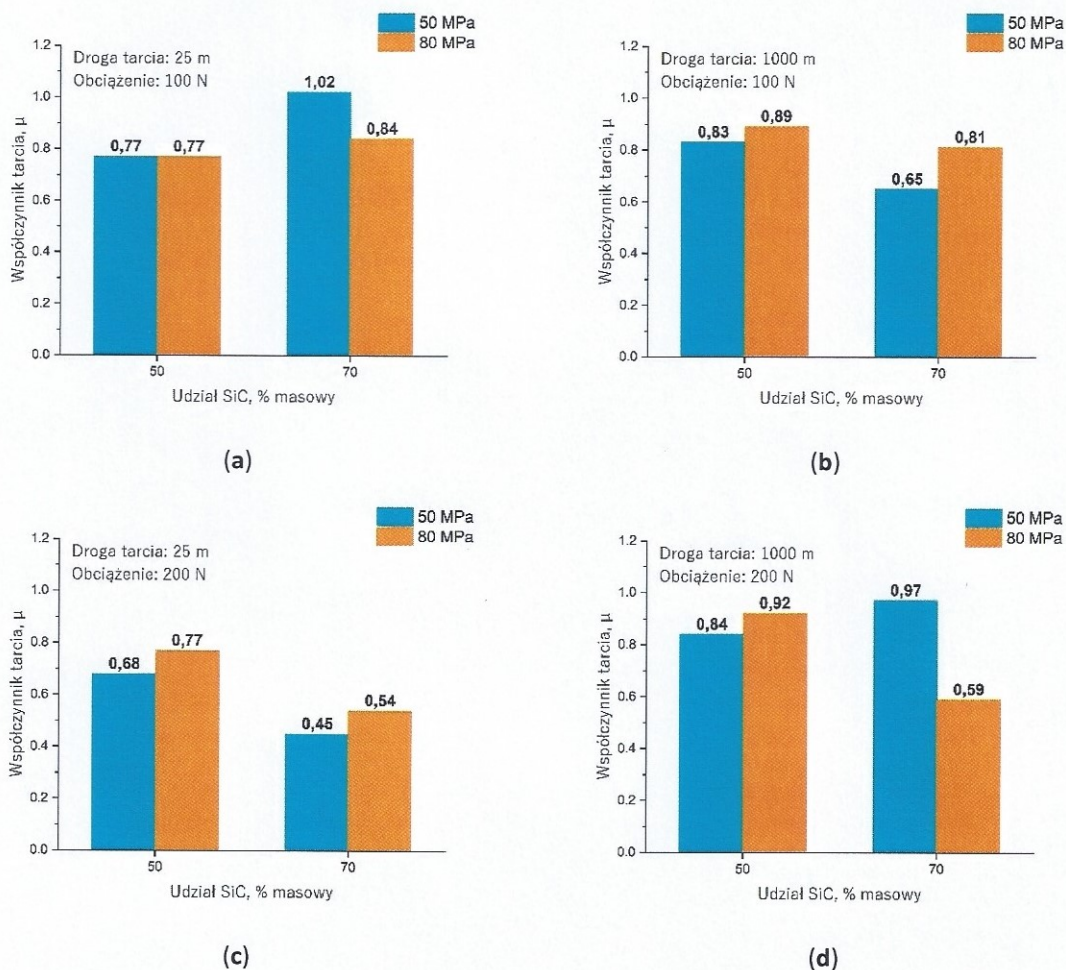 50 MPa
80 MPa
Droga tarcia: 25 m
Obciążenie: 100 N
Współczynnik tarcia, µ
1.2
1.0
0.8
0.6
0.4
0.2
0.0
0,77
0,77
1,02
0,84
50
70
Udział SiC, % masowy
(a)
50 MPa
80 MPa
Droga tarcia: 1000 m
Obciążenie: 100 N
Współczynnik tarcia, µ
1.2
1.0
0.8
0.6
0.4
0.2
0.0
0,83
0,89
0,65
0,81
50
70
Udział SiC, % masowy
(b)
50 MPa
80 MPa
Droga tarcia: 25 m
Obciążenie: 200 N
Współczynnik tarcia, µ
1.2
1.0
0.8
0.6
0.4
0.2
0.0
0,68
0,77
0,45
0,54
50
70
Udział SiC, % masowy
(c)
50 MPa
80 MPa
Droga tarcia: 1000 m
Obciążenie: 200 N
Współczynnik tarcia, µ
1.2
1.0
0.8
0.6
0.4
0.2
0.0
0,84
0,92
0,97
0,59
50
70
Udział SiC, % masowy
(d)